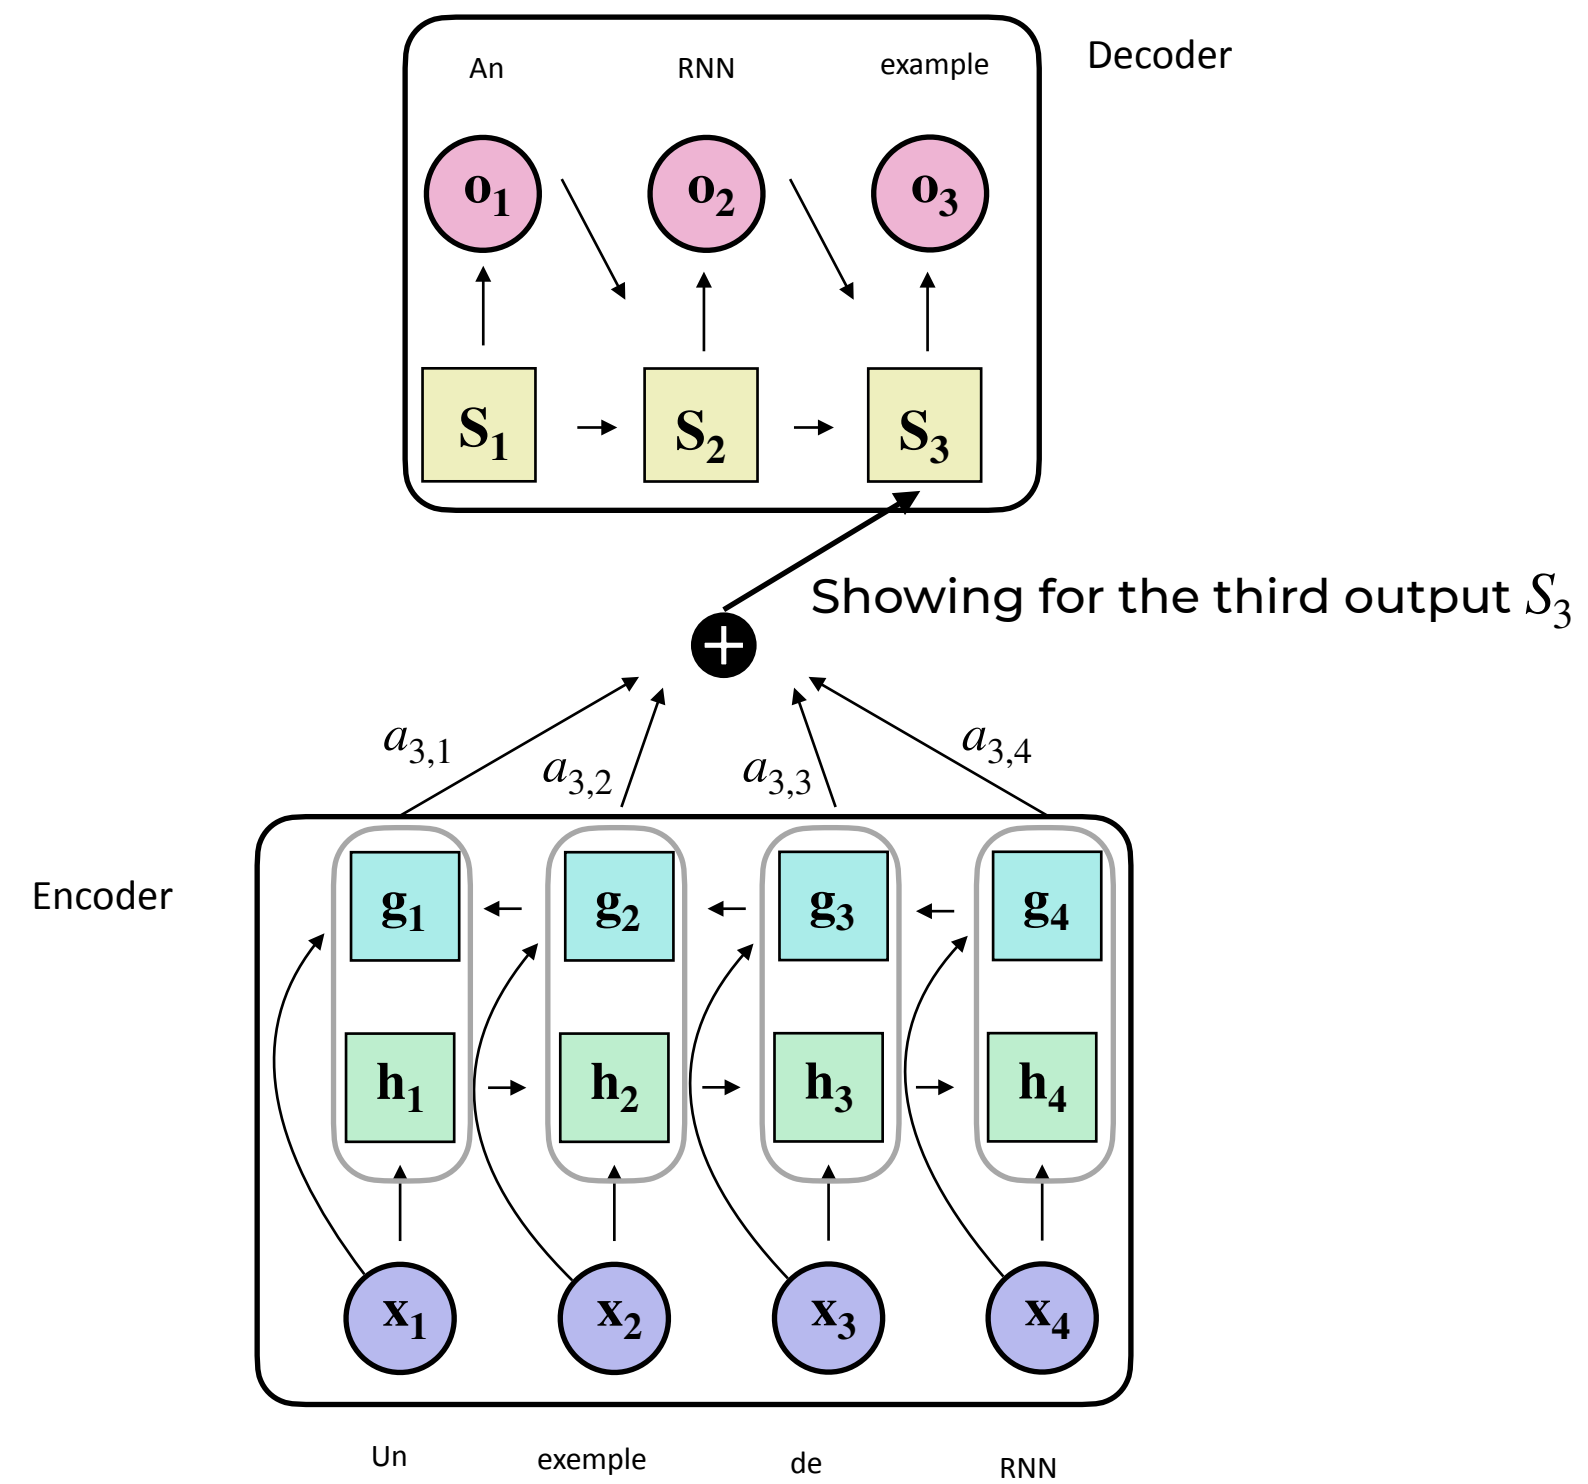 An RNN example Decoder
o1 o2 o3
S1 S2 S3
Showing for the third output S3
+
a3,1 a3,2 a3,3 a3,4
Encoder
g1 g2 g3 g4
h1 h2 h3 h4
x1 x2 x3 x4
Un exemple de RNN